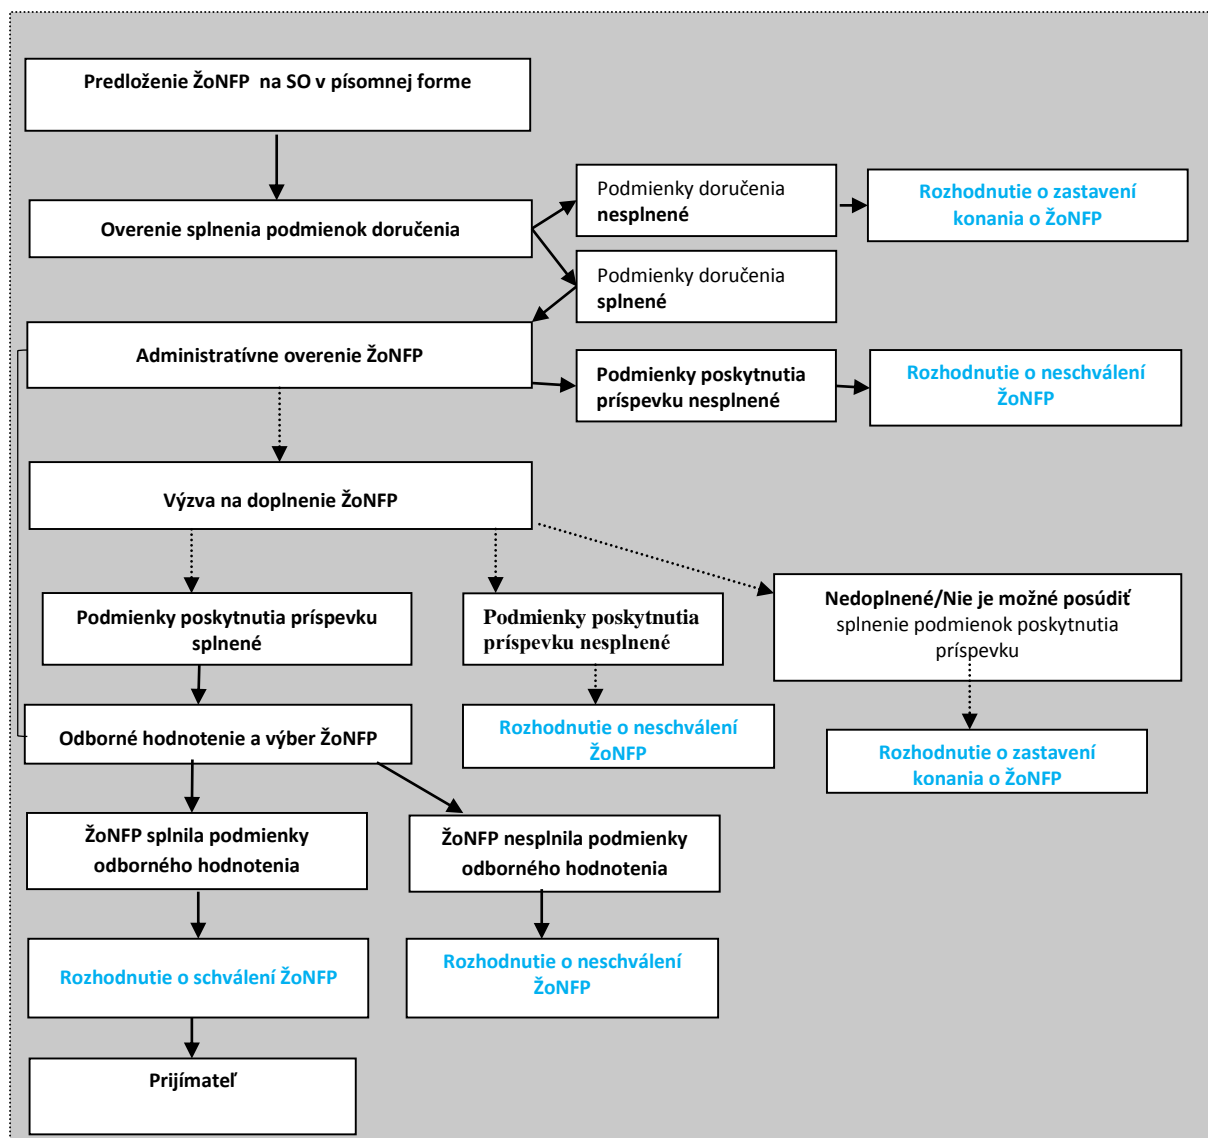 Predloženie ŽoNFP na SO v písomnej forme
Podmienky doručenia
nesplnené
Rozhodnutie o zastavení
konania o ŽoNFP
Overenie splnenia podmienok doručenia
Podmienky doručenia
splnené
Administratívne overenie ŽoNFP
Podmienky poskytnutia
príspevku nesplnené
Rozhodnutie o neschválení
ŽoNFP
Výzva na doplnenie ŽoNFP
Podmienky poskytnutia príspevku
splnené
Podmienky poskytnutia
príspevku nesplnené
Nedoplnené/Nie je možné posúdiť
splnenie podmienok poskytnutia
príspevku
Odborné hodnotenie a výber ŽoNFP
Rozhodnutie o neschválení
ŽoNFP
Rozhodnutie o zastavení
konania o ŽoNFP
ŽoNFP splnila podmienky
odborného hodnotenia
ŽoNFP nesplnila podmienky
odborného hodnotenia
Rozhodnutie o schválení ŽoNFP
Rozhodnutie o neschválení
ŽoNFP
Prijímateľ